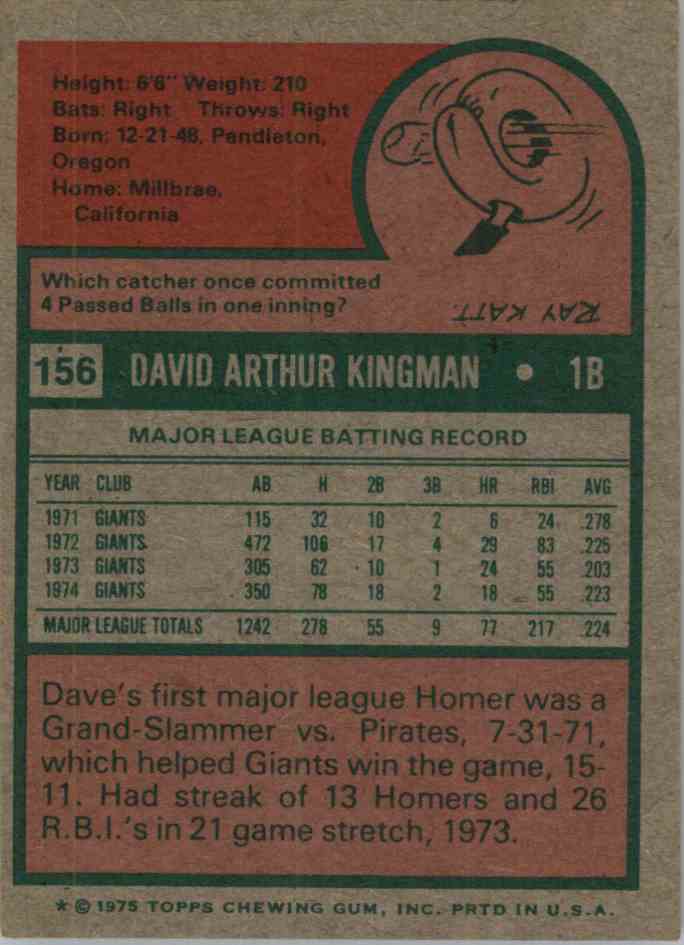 Height: 6'6" Weight: 210
Bats: Right Throws: Right
Born: 12-21-48, Pendleton,
Oregon
Home: Millbrae,
California
Which catcher once committed
4 Passed Balls in one inning?
RAY KATT.
156 DAVID ARTHUR KINGMAN • 1B
MAJOR LEAGUE BATTING RECORD
YEAR CLUB AB H 2B 3B HR RBI AVG
1971 GIANTS 115 32 10 2 6 24 .278
1972 GIANTS 472 106 17 4 29 83 .225
1973 GIANTS 305 62 10 1 24 55 .203
1974 GIANTS 350 78 18 2 18 55 .223
MAJOR LEAGUE TOTALS 1242 278 55 9 77 217 .224
Dave's first major league Homer was a
Grand-Slammer vs. Pirates, 7-31-71,
which helped Giants win the game, 15-
11. Had streak of 13 Homers and 26
R.B.I.'s in 21 game stretch, 1973.
* © 1975 TOPPS CHEWING GUM, INC. PRTD IN U.S.A.